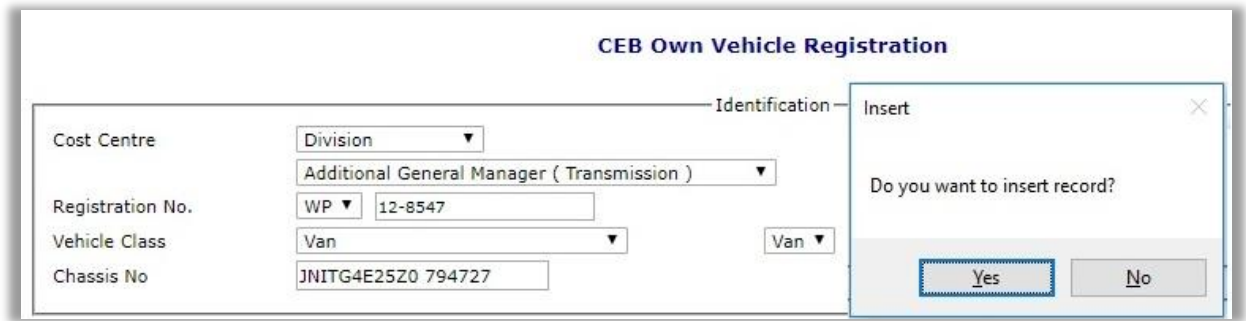 CEB Own Vehicle Registration
Identification
Cost Centre Division ▼
Additional General Manager ( Transmission ) ▼
Registration No. WP ▼ 12-8547
Vehicle Class Van ▼ Van ▼
Chassis No JNITG4E25Z0 794727
Insert
Do you want to insert record?
Yes No